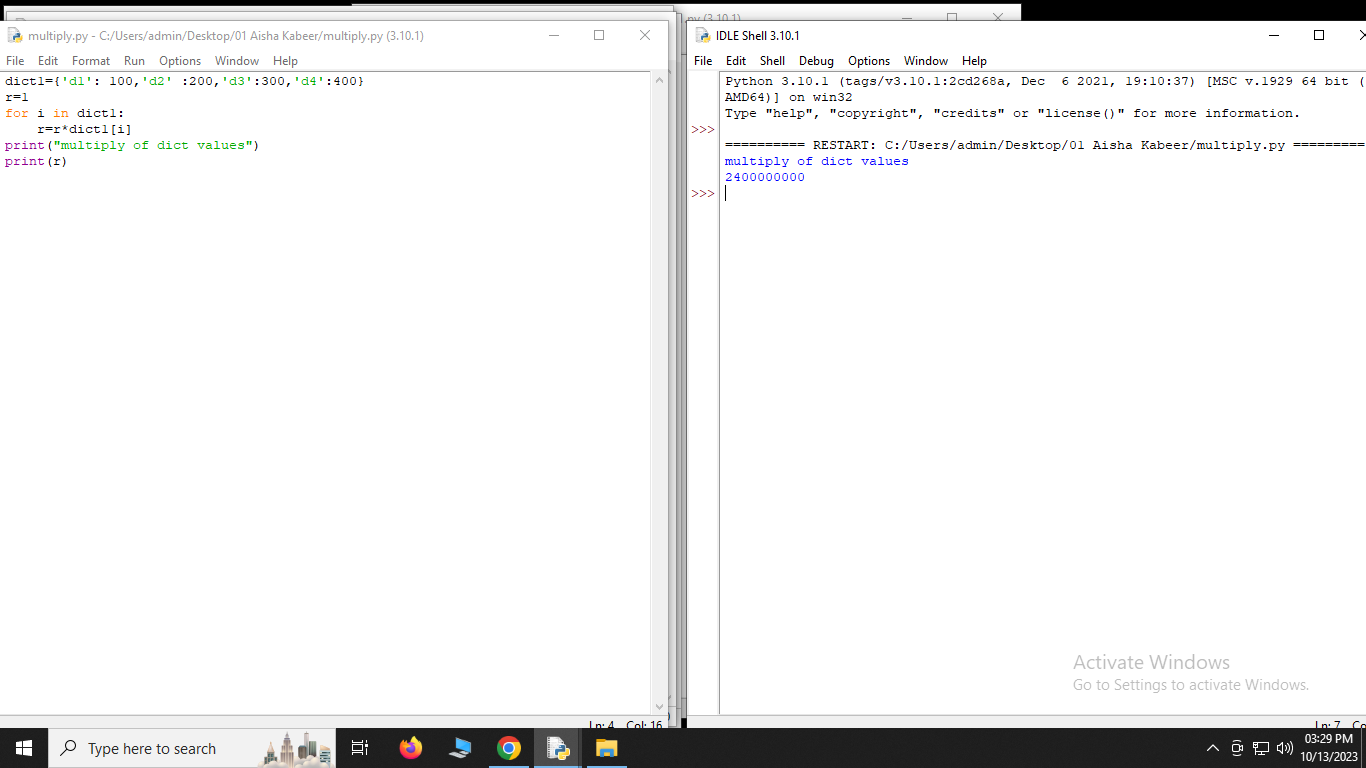 .py (3.10.1)
multiply.py - C:/Users/admin/Desktop/01 Aisha Kabeer/multiply.py (3.10.1)
File Edit Format Run Options Window Help
dict1={'d1': 100,'d2' :200,'d3':300,'d4':400}
r=1
for i in dict1:
    r=r*dict1[i]
print("multiply of dict values")
print(r)
Ln: 4 Col: 16
IDLE Shell 3.10.1
File Edit Shell Debug Options Window Help
Python 3.10.1 (tags/v3.10.1:2cd268a, Dec  6 2021, 19:10:37) [MSC v.1929 64 bit (
AMD64)] on win32
Type "help", "copyright", "credits" or "license()" for more information.
>>>
========== RESTART: C:/Users/admin/Desktop/01 Aisha Kabeer/multiply.py =========
multiply of dict values
2400000000
>>>
Activate Windows
Go to Settings to activate Windows.
Ln: 7 Co
Type here to search
03:29 PM
10/13/2023